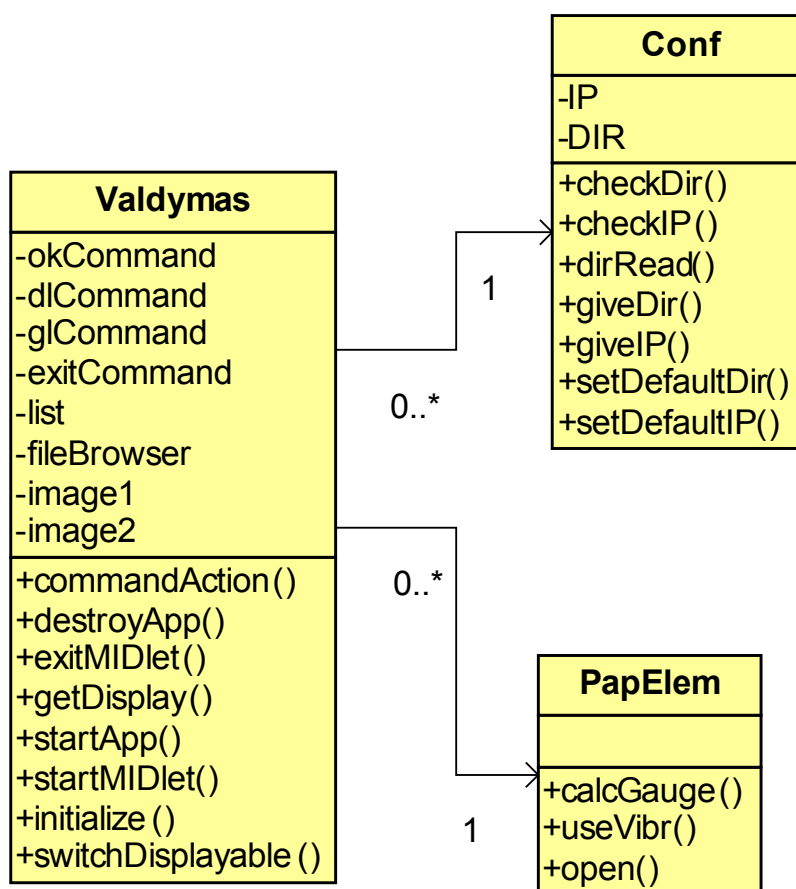 Conf
-IP
-DIR
+checkDir()
+checkIP()
+dirRead()
+giveDir()
+giveIP()
+setDefaultDir()
+setDefaultIP()
Valdymas
-okCommand
-dlCommand
-glCommand
-exitCommand
-list
-fileBrowser
-image1
-image2
+commandAction()
+destroyApp()
+exitMIDlet()
+getDisplay()
+startApp()
+startMIDlet()
+initialize()
+switchDisplayable()
1
0..*
0..*
1
PapElem
+calcGauge()
+useVibr()
+open()